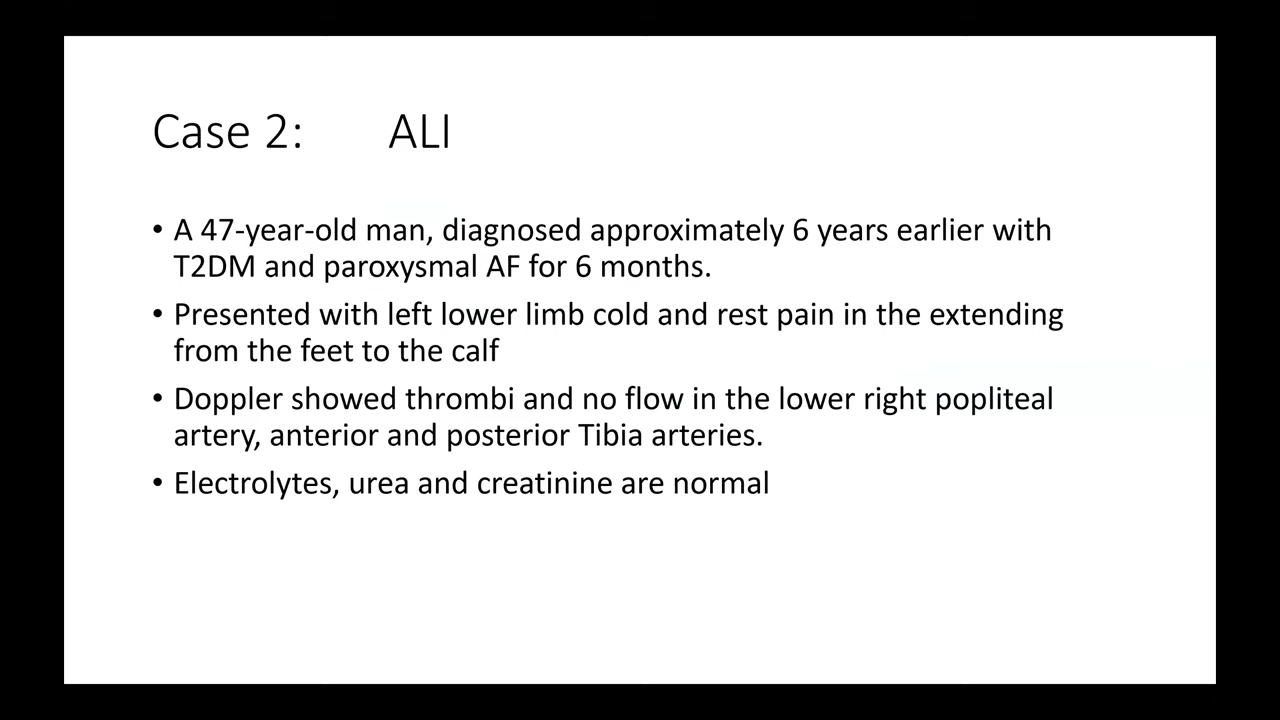 Case 2: ALI
• A 47-year-old man, diagnosed approximately 6 years earlier with
T2DM and paroxysmal AF for 6 months.
• Presented with left lower limb cold and rest pain in the extending
from the feet to the calf
• Doppler showed thrombi and no flow in the lower right popliteal
artery, anterior and posterior Tibia arteries.
• Electrolytes, urea and creatinine are normal